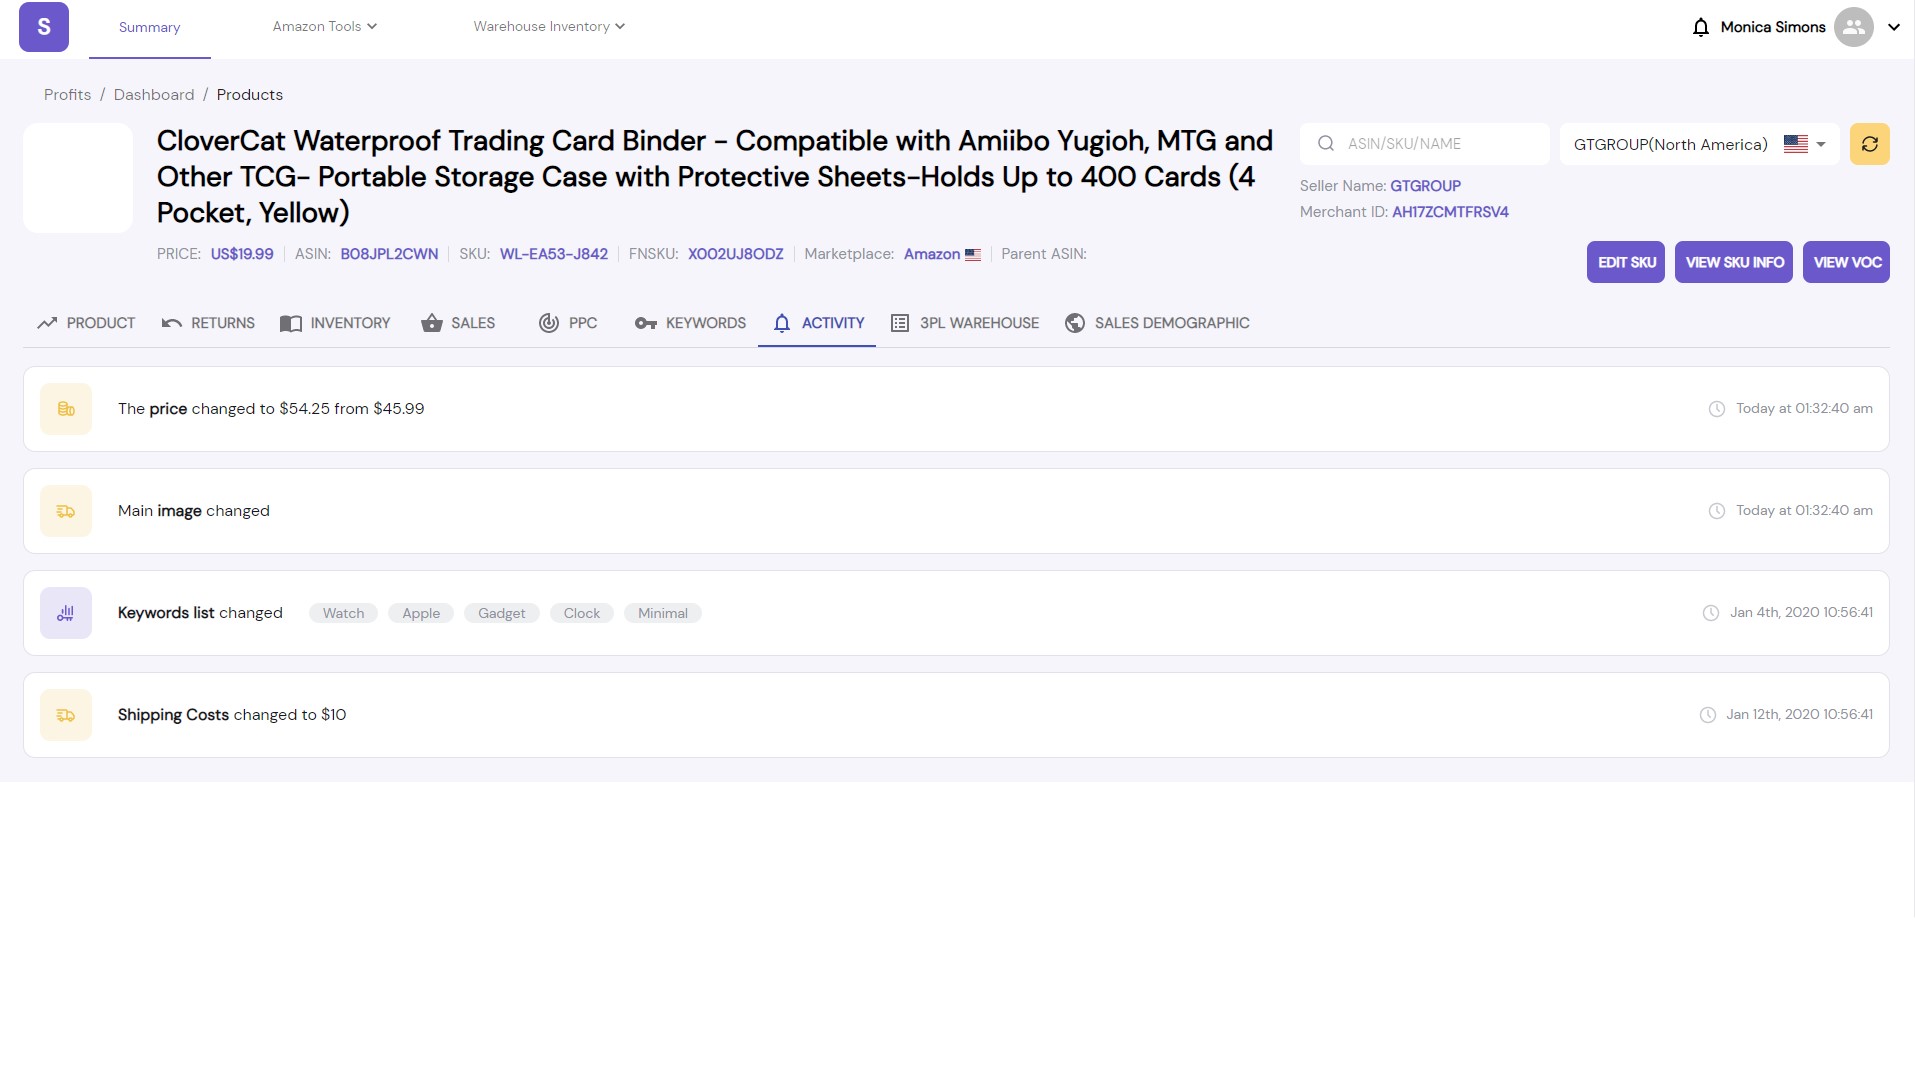 S
Summary
Amazon Tools
Warehouse Inventory
Monica Simons
Profits / Dashboard / Products
CloverCat Waterproof Trading Card Binder - Compatible with Amiibo Yugioh, MTG and
Other TCG- Portable Storage Case with Protective Sheets-Holds Up to 400 Cards (4
Pocket, Yellow)
PRICE: US$19.99 ASIN: B08JPL2CWN SKU: WL-EA53-J842 FNSKU: X002UJ8ODZ Marketplace: Amazon Parent ASIN:
ASIN/SKU/NAME
GTGROUP(North America)
Seller Name: GTGROUP
Merchant ID: AH17ZCMTFRSV4
EDIT SKU
VIEW SKU INFO
VIEW VOC
PRODUCT
RETURNS
INVENTORY
SALES
PPC
KEYWORDS
ACTIVITY
3PL WAREHOUSE
SALES DEMOGRAPHIC
The price changed to $54.25 from $45.99
Today at 01:32:40 am
Main image changed
Today at 01:32:40 am
Keywords list changed Watch Apple Gadget Clock Minimal
Jan 4th, 2020 10:56:41
Shipping Costs changed to $10
Jan 12th, 2020 10:56:41